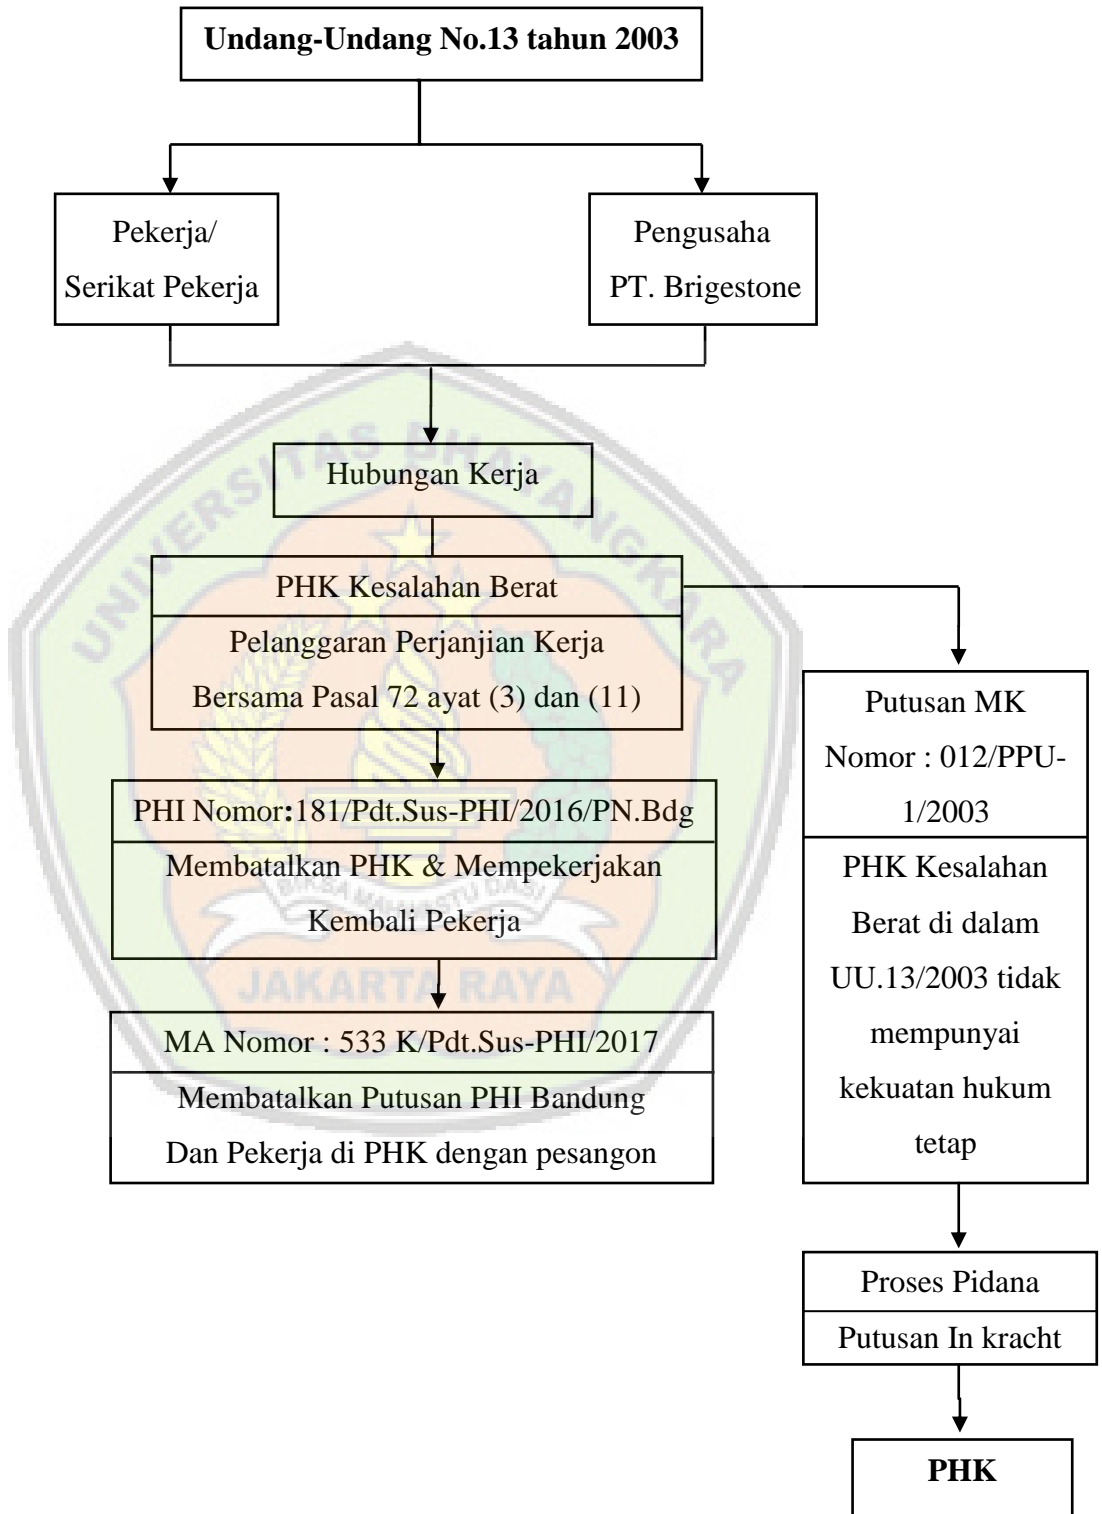 Undang-Undang No.13 tahun 2003
Pekerja/
Serikat Pekerja
Pengusaha
PT. Brigestone
Hubungan Kerja
PHK Kesalahan Berat
Pelanggaran Perjanjian Kerja
Bersama Pasal 72 ayat (3) dan (11)
PHI Nomor:181/Pdt.Sus-PHI/2016/PN.Bdg
Membatalkan PHK & Mempekerjakan
Kembali Pekerja
MA Nomor : 533 K/Pdt.Sus-PHI/2017
Membatalkan Putusan PHI Bandung
Dan Pekerja di PHK dengan pesangon
Putusan MK
Nomor : 012/PPU-
1/2003
PHK Kesalahan
Berat di dalam
UU.13/2003 tidak
mempunyai
kekuatan hukum
tetap
Proses Pidana
Putusan In kracht
PHK
UNIVERSITAS BHAYANGKARA
JAKARTA RAYA